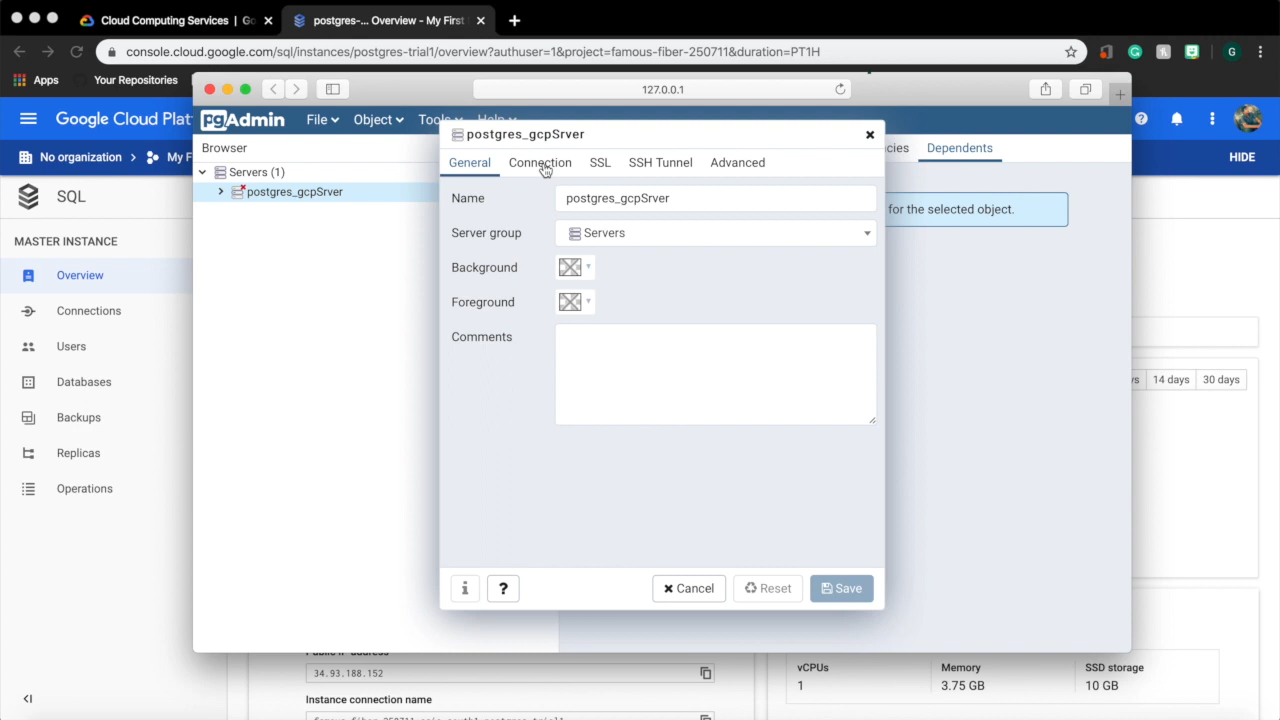 Cloud Computing Services | Go
postgres-... Overview - My First
console.cloud.google.com/sql/instances/postgres-trial1/overview?authuser=1&project=famous-fiber-250711&duration=PT1H
G
Apps
Your Repositories
127.0.0.1
Google Cloud Plat
pgAdmin
File
Object
Tools
Help
postgres_gcpSrver
No organization
My F
HIDE
Browser
General
Connection
SSL
SSH Tunnel
Advanced
cies
Dependents
Servers (1)
postgres_gcpSrver
SQL
Name
postgres_gcpSrver
for the selected object.
Server group
Servers
MASTER INSTANCE
Overview
Background
Connections
Foreground
Users
Comments
Databases
ys
14 days
30 days
Backups
Replicas
Operations
i
?
Cancel
Reset
Save
Public IP address
34.93.188.152
vCPUs
Memory
SSD storage
1
3.75 GB
10 GB
Instance connection name